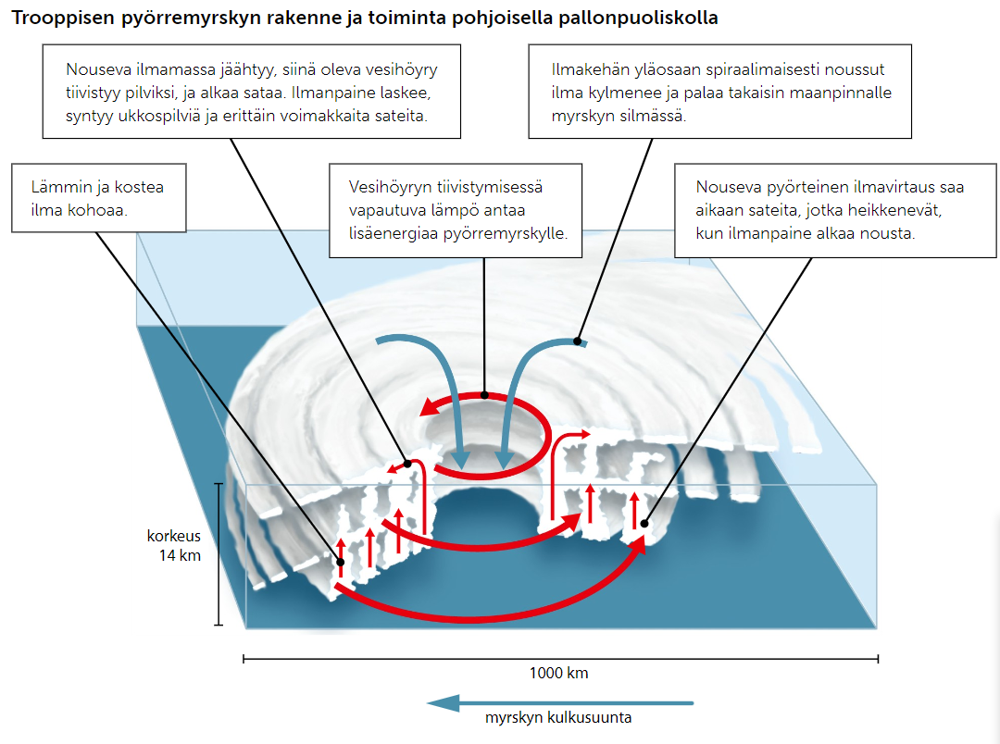 Trooppisen pyörremyrskyn rakenne ja toiminta pohjoisella pallonpuoliskolla
Nouseva ilmamassa jäähtyy, siinä oleva vesihöyry
tiivistyy pilviksi, ja alkaa sataa. Ilmanpaine laskee,
syntyy ukkospilviä ja erittäin voimakkaita sateita.
Ilmakehän yläosaan spiraalimaisesti noussut
ilma kylmenee ja palaa takaisin maanpinnalle
myrskyn silmässä.
Lämmin ja kostea
ilma kohoaa.
Vesihöyryn tiivistymisessä
vapautuva lämpö antaa
lisäenergiaa pyörremyrskylle.
Nouseva pyörteinen ilmavirtaus saa
aikaan sateita, jotka heikkenevät,
kun ilmanpaine alkaa nousta.
korkeus
14 km
1000 km
myrskyn kulkusuunta